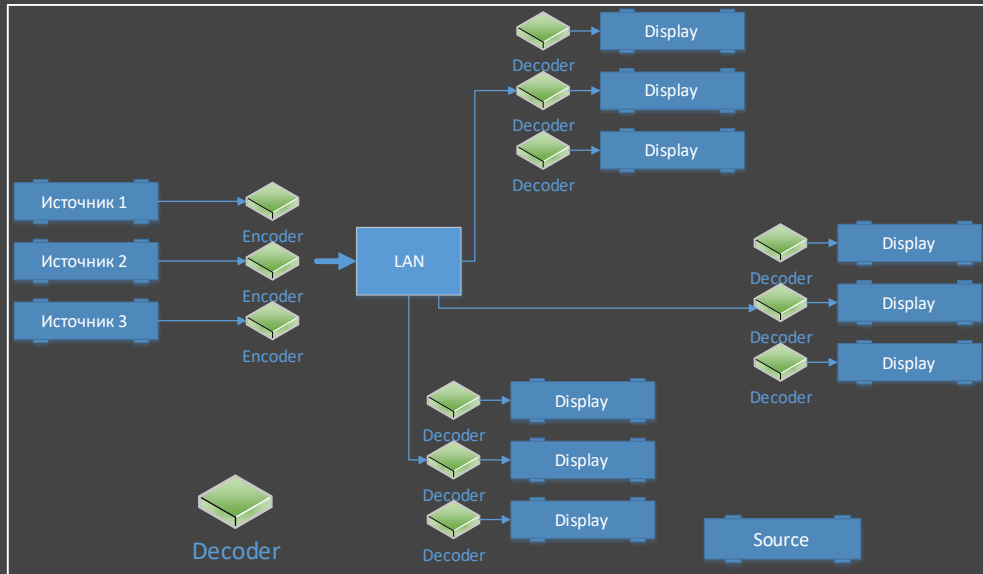 Display
Decoder
Display
Decoder
Display
Decoder
Источник 1
Encoder
Источник 2
Encoder
Источник 3
Encoder
LAN
Display
Decoder
Display
Decoder
Display
Decoder
Display
Decoder
Display
Decoder
Display
Decoder
Decoder
Source